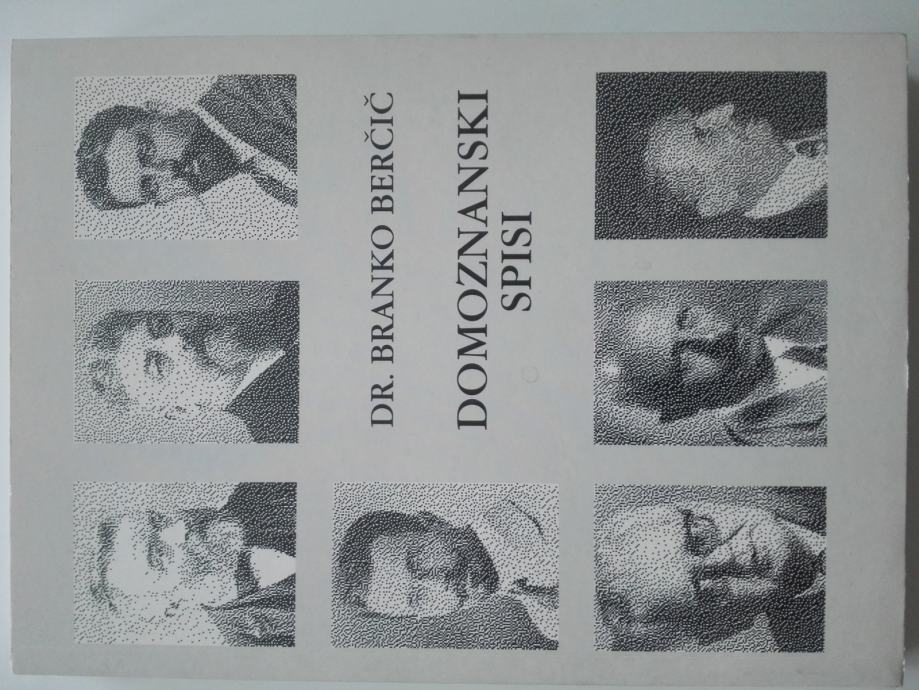 DR. BRANKO BERČIČ
DOMOZNANSKI
SPISI